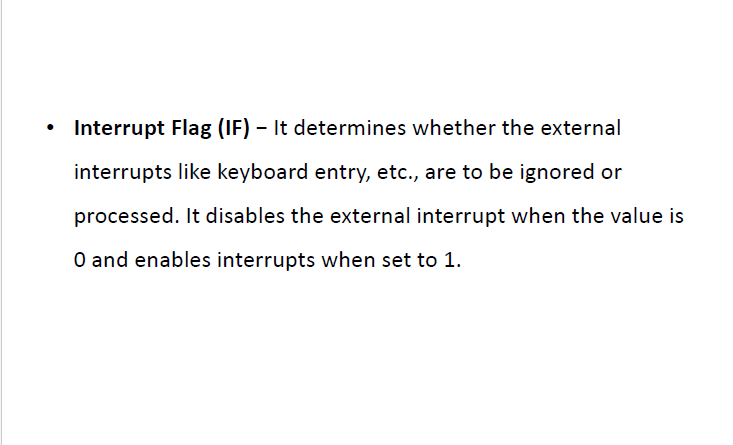 • Interrupt Flag (IF) – It determines whether the external
interrupts like keyboard entry, etc., are to be ignored or
processed. It disables the external interrupt when the value is
0 and enables interrupts when set to 1.